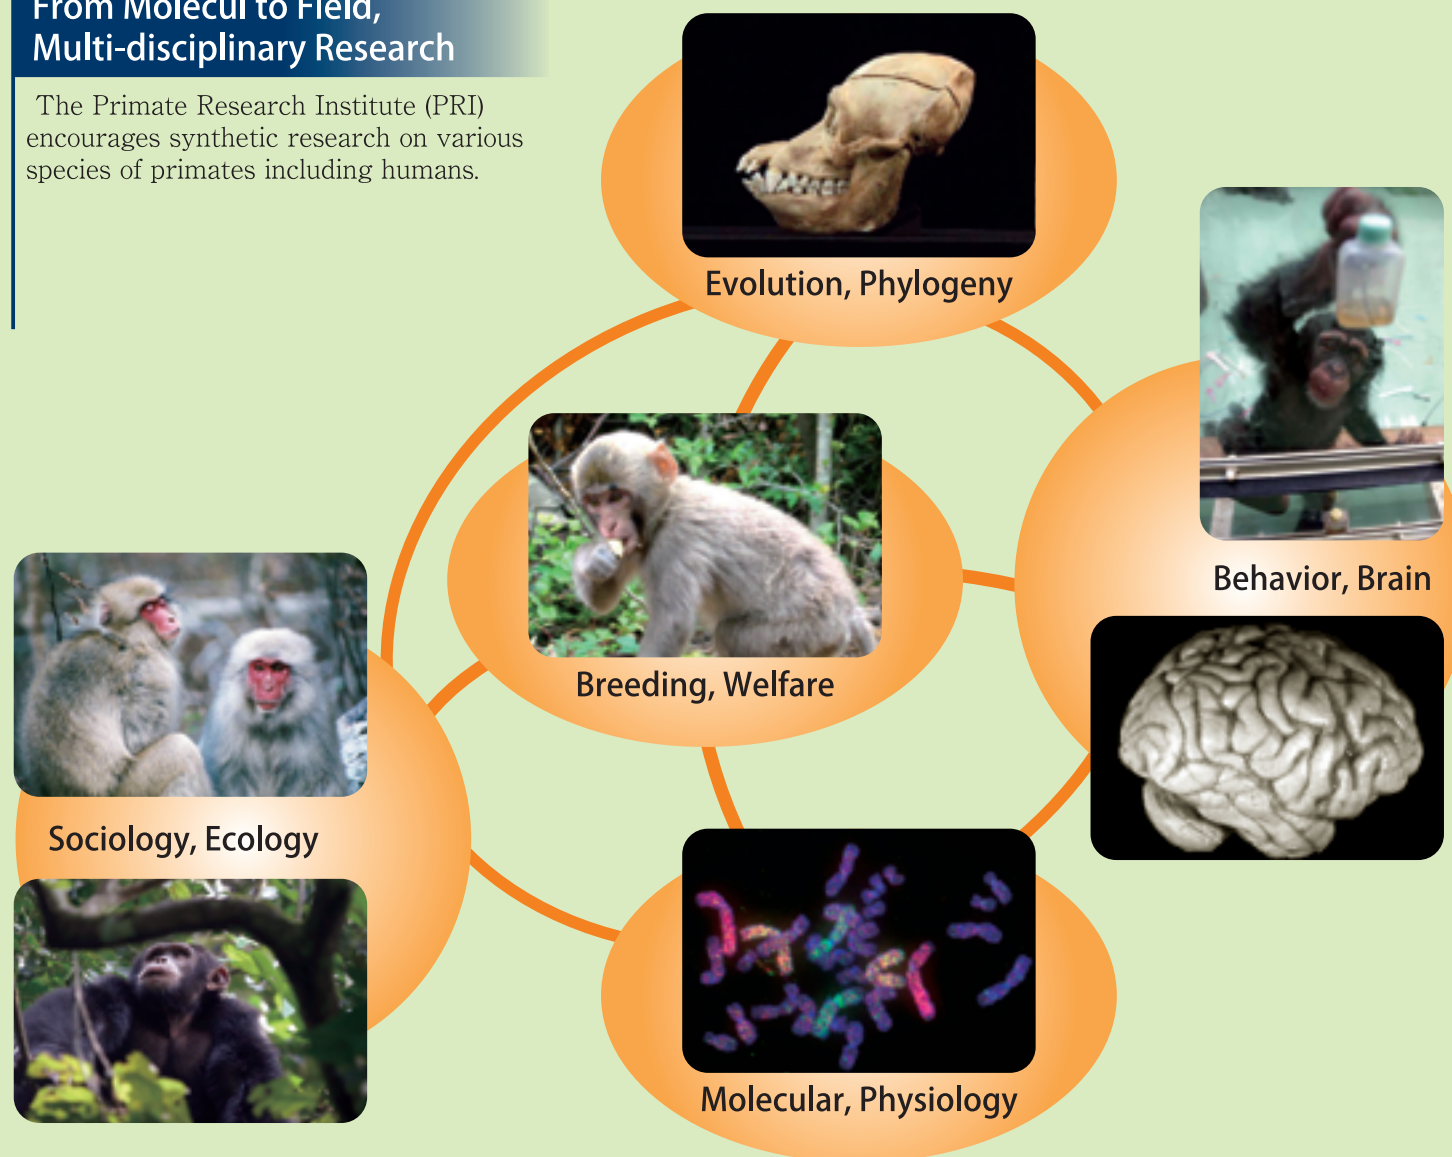 From Molecul to Field,
Multi-disciplinary Research
The Primate Research Institute (PRI)
encourages synthetic research on various
species of primates including humans.
Evolution, Phylogeny
Behavior, Brain
Breeding, Welfare
Sociology, Ecology
Molecular, Physiology